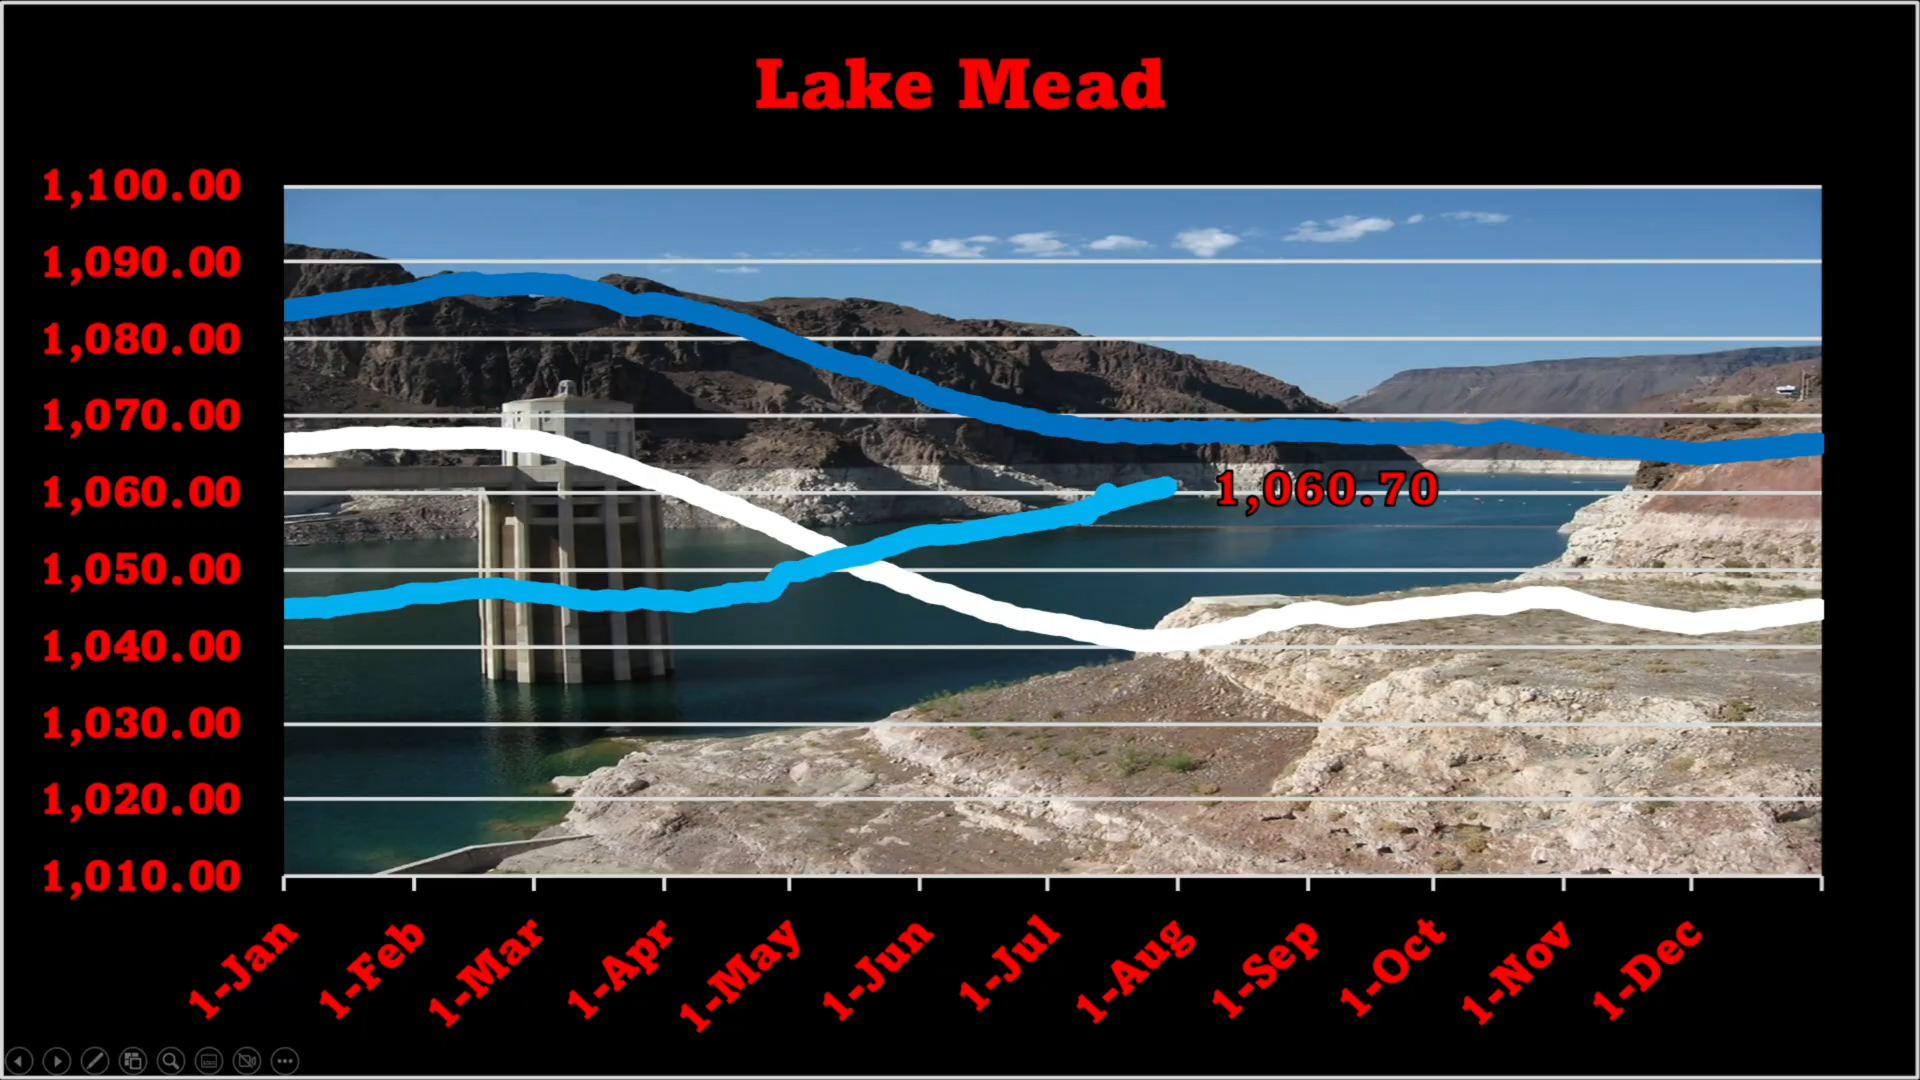 Lake Mead
1,100.00
1,090.00
1,080.00
1,070.00
1,060.00
1,060.70
1,050.00
1,040.00
1,030.00
1,020.00
1,010.00
1-Jan
1-Feb
1-Mar
1-Apr
1-May
1-Jun
1-Jul
1-Aug
1-Sep
1-Oct
1-Nov
1-Dec